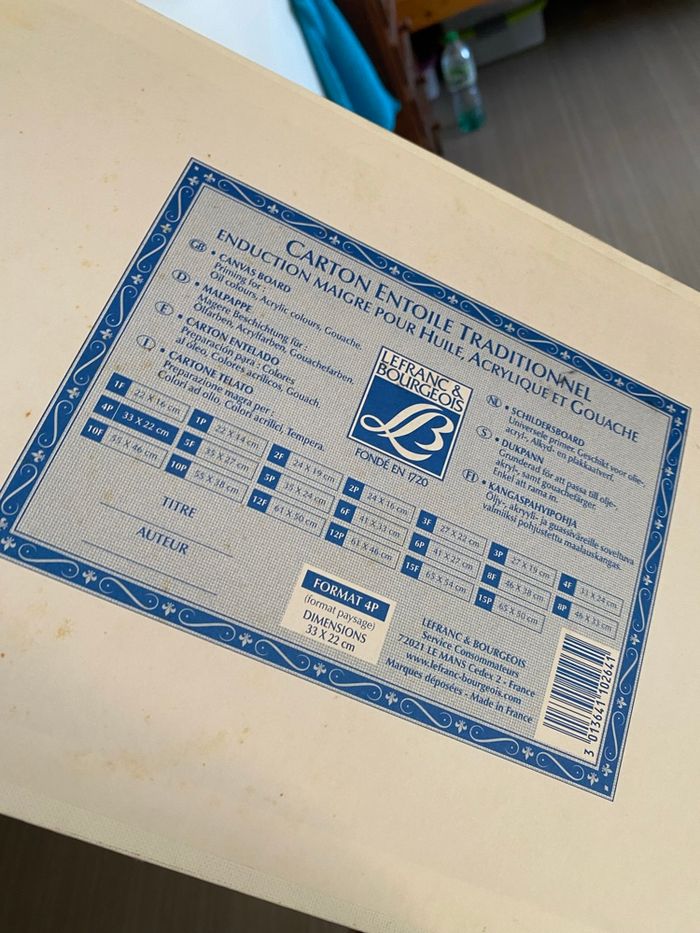 CARTON ENTOILE TRADITIONNEL
ENDUCTION MAIGRE POUR HUILE, ACRYLIQUE ET GOUACHE
GB • CANVAS BOARD
Priming for :
Oil colours, Acrylic colours, Gouache.
D • MALPAPPE
Magere Beschichtung für :
Ölfarben, Acrylfarben, Gouachefarben.
E • CARTON ENTELADO
Preparación para : Colores
al óleo, Colores acrílicos, Gouach.
I • CARTONE TELATO
Preparazione magra per :
Colori ad olio, Colori acrilici, Tempera.
LEFRANC &
BOURGEOIS
LB
FONDÉ EN 1720
NL • SCHILDERSBOARD
Universele primer. Geschikt voor olie-
acryl-, Alkyd- en plakkaatverf.
S • DUKPANN
Grunderad för att passa till olje-
akryl- samt gouachefärger.
Enkel att rama in.
FI • KANGASPAHVIPOHJA
Öljy-, akryyli- ja guassiväreille soveltuva
valmiiksi pohjustettu maalauskangas.
1F 22 X 16 cm 1P 22 X 14 cm 2F 24 X 19 cm 2P 24 X 16 cm 3F 27 X 22 cm 3P 27 X 19 cm 4F 33 X 24 cm
4P 33 X 22 cm 5F 35 X 27 cm 5P 35 X 24 cm 6F 41 X 33 cm 6P 41 X 27 cm 8F 46 X 38 cm 8P 46 X 33 cm
10F 55 X 46 cm 10P 55 X 38 cm 12F 61 X 50 cm 12P 61 X 46 cm 15F 65 X 54 cm 15P 65 X 50 cm
TITRE
AUTEUR
FORMAT 4P
(format paysage)
DIMENSIONS
33 X 22 cm
LEFRANC & BOURGEOIS
Service Consommateurs
72021 LE MANS Cedex 2 - France
www.lefranc-bourgeois.com
Marques déposées - Made in France
3 013641 102641